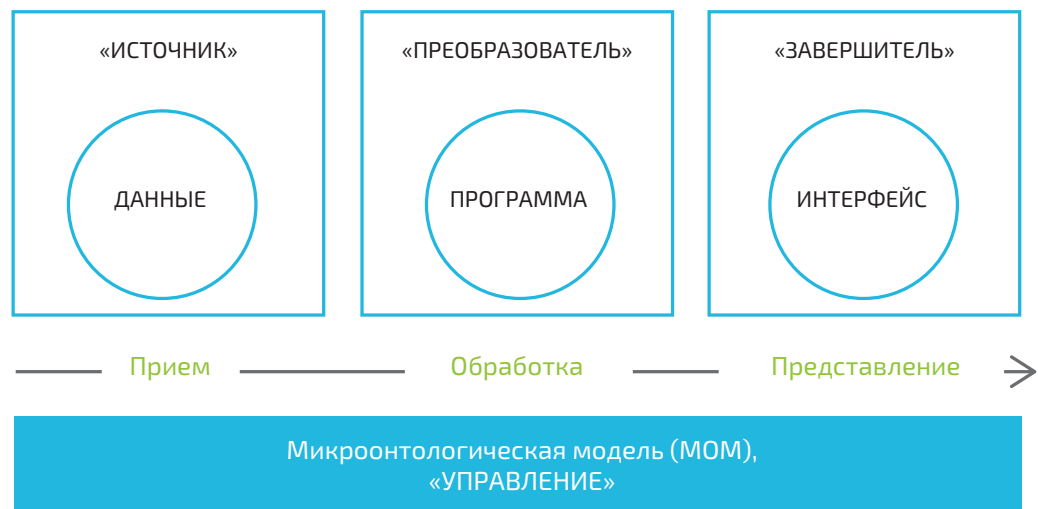 «ИСТОЧНИК»
«ПРЕОБРАЗОВАТЕЛЬ»
«ЗАВЕРШИТЕЛЬ»
ДАННЫЕ
ПРОГРАММА
ИНТЕРФЕЙС
Прием
Обработка
Представление
Микроонтологическая модель (МОМ),
«УПРАВЛЕНИЕ»